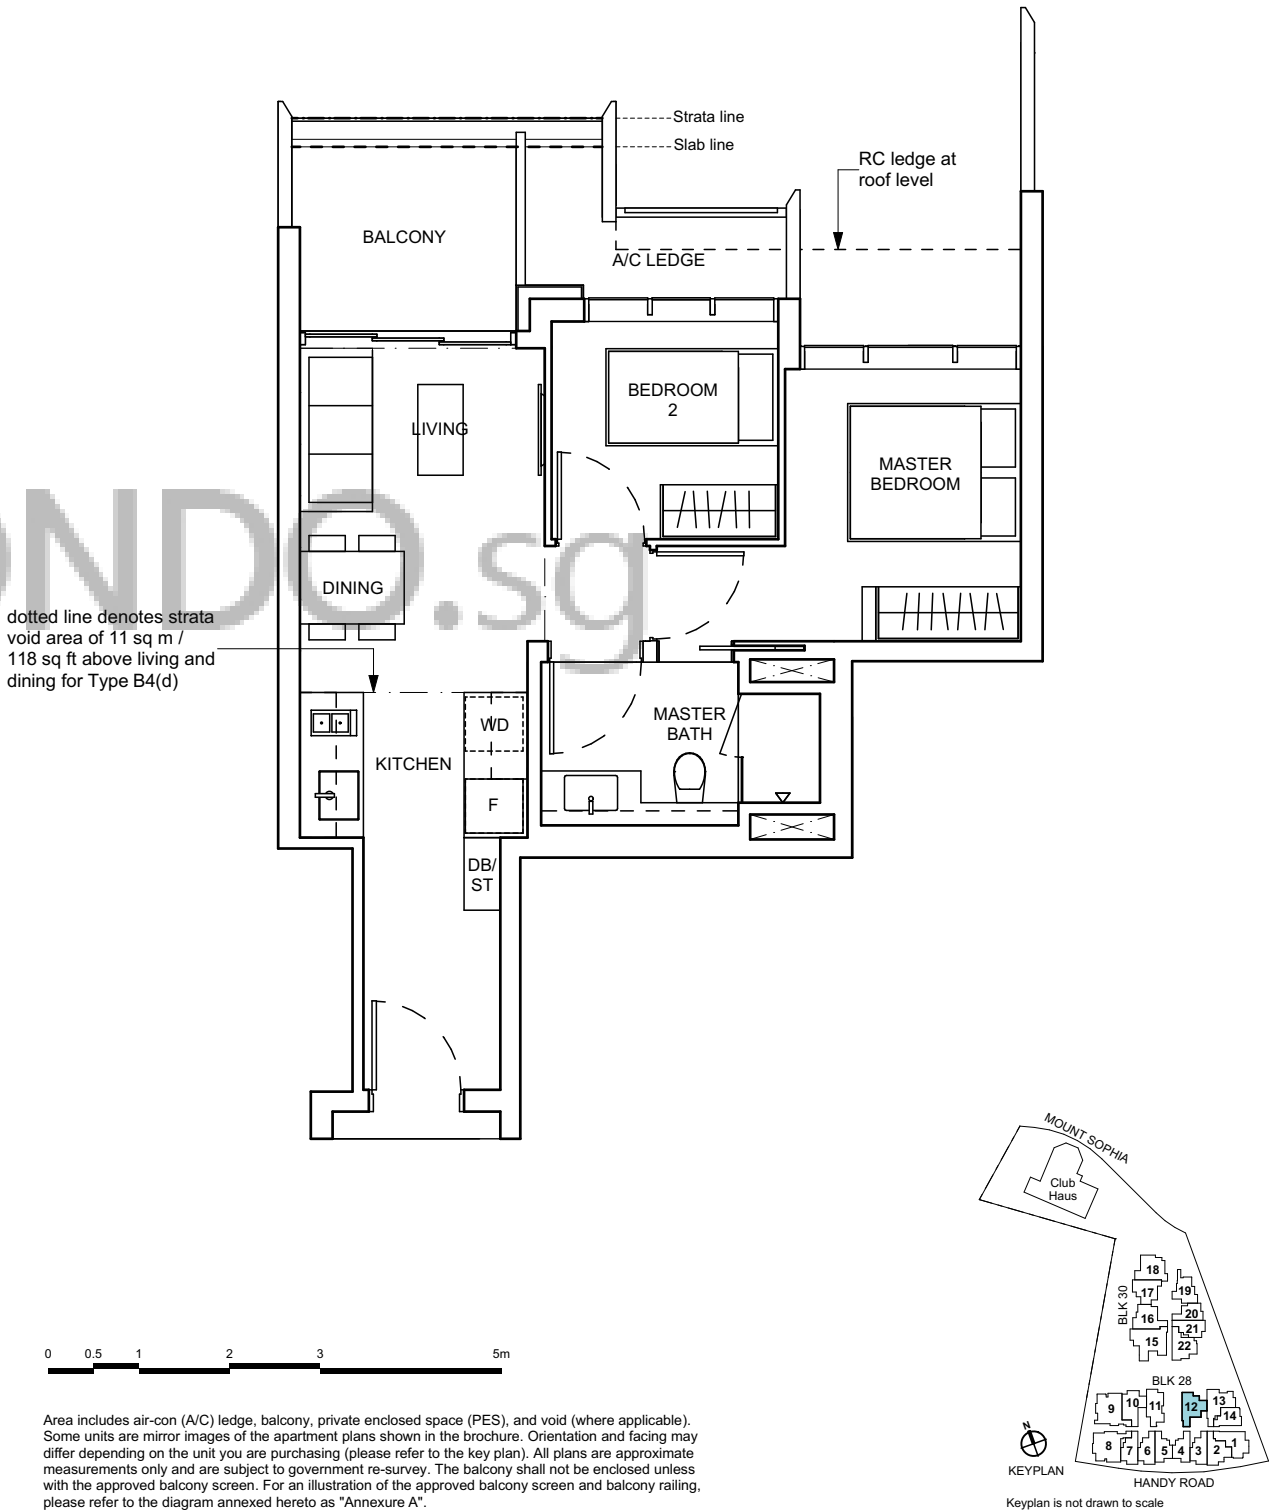 Strata line
Slab line
RC ledge at
roof level
BALCONY
A/C LEDGE
BEDROOM
2
LIVING
MASTER
BEDROOM
ONDO.sg
DINING
dotted line denotes strata
void area of 11 sq m /
118 sq ft above living and
dining for Type B4(d)
WD
MASTER
BATH
KITCHEN
F
DB/
ST
MOUNT SOPHIA
Club
Haus
18
17
19
BLK 30
16
20
21
15
22
BLK 28
9
10
11
12
13
14
8
7
6
5
4
3
2
1
N
KEYPLAN
HANDY ROAD
Keyplan is not drawn to scale
0 0.5 1 2 3 5m
Area includes air-con (A/C) ledge, balcony, private enclosed space (PES), and void (where applicable).
Some units are mirror images of the apartment plans shown in the brochure. Orientation and facing may
differ depending on the unit you are purchasing (please refer to the key plan). All plans are approximate
measurements only and are subject to government re-survey. The balcony shall not be enclosed unless
with the approved balcony screen. For an illustration of the approved balcony screen and balcony railing,
please refer to the diagram annexed hereto as "Annexure A".